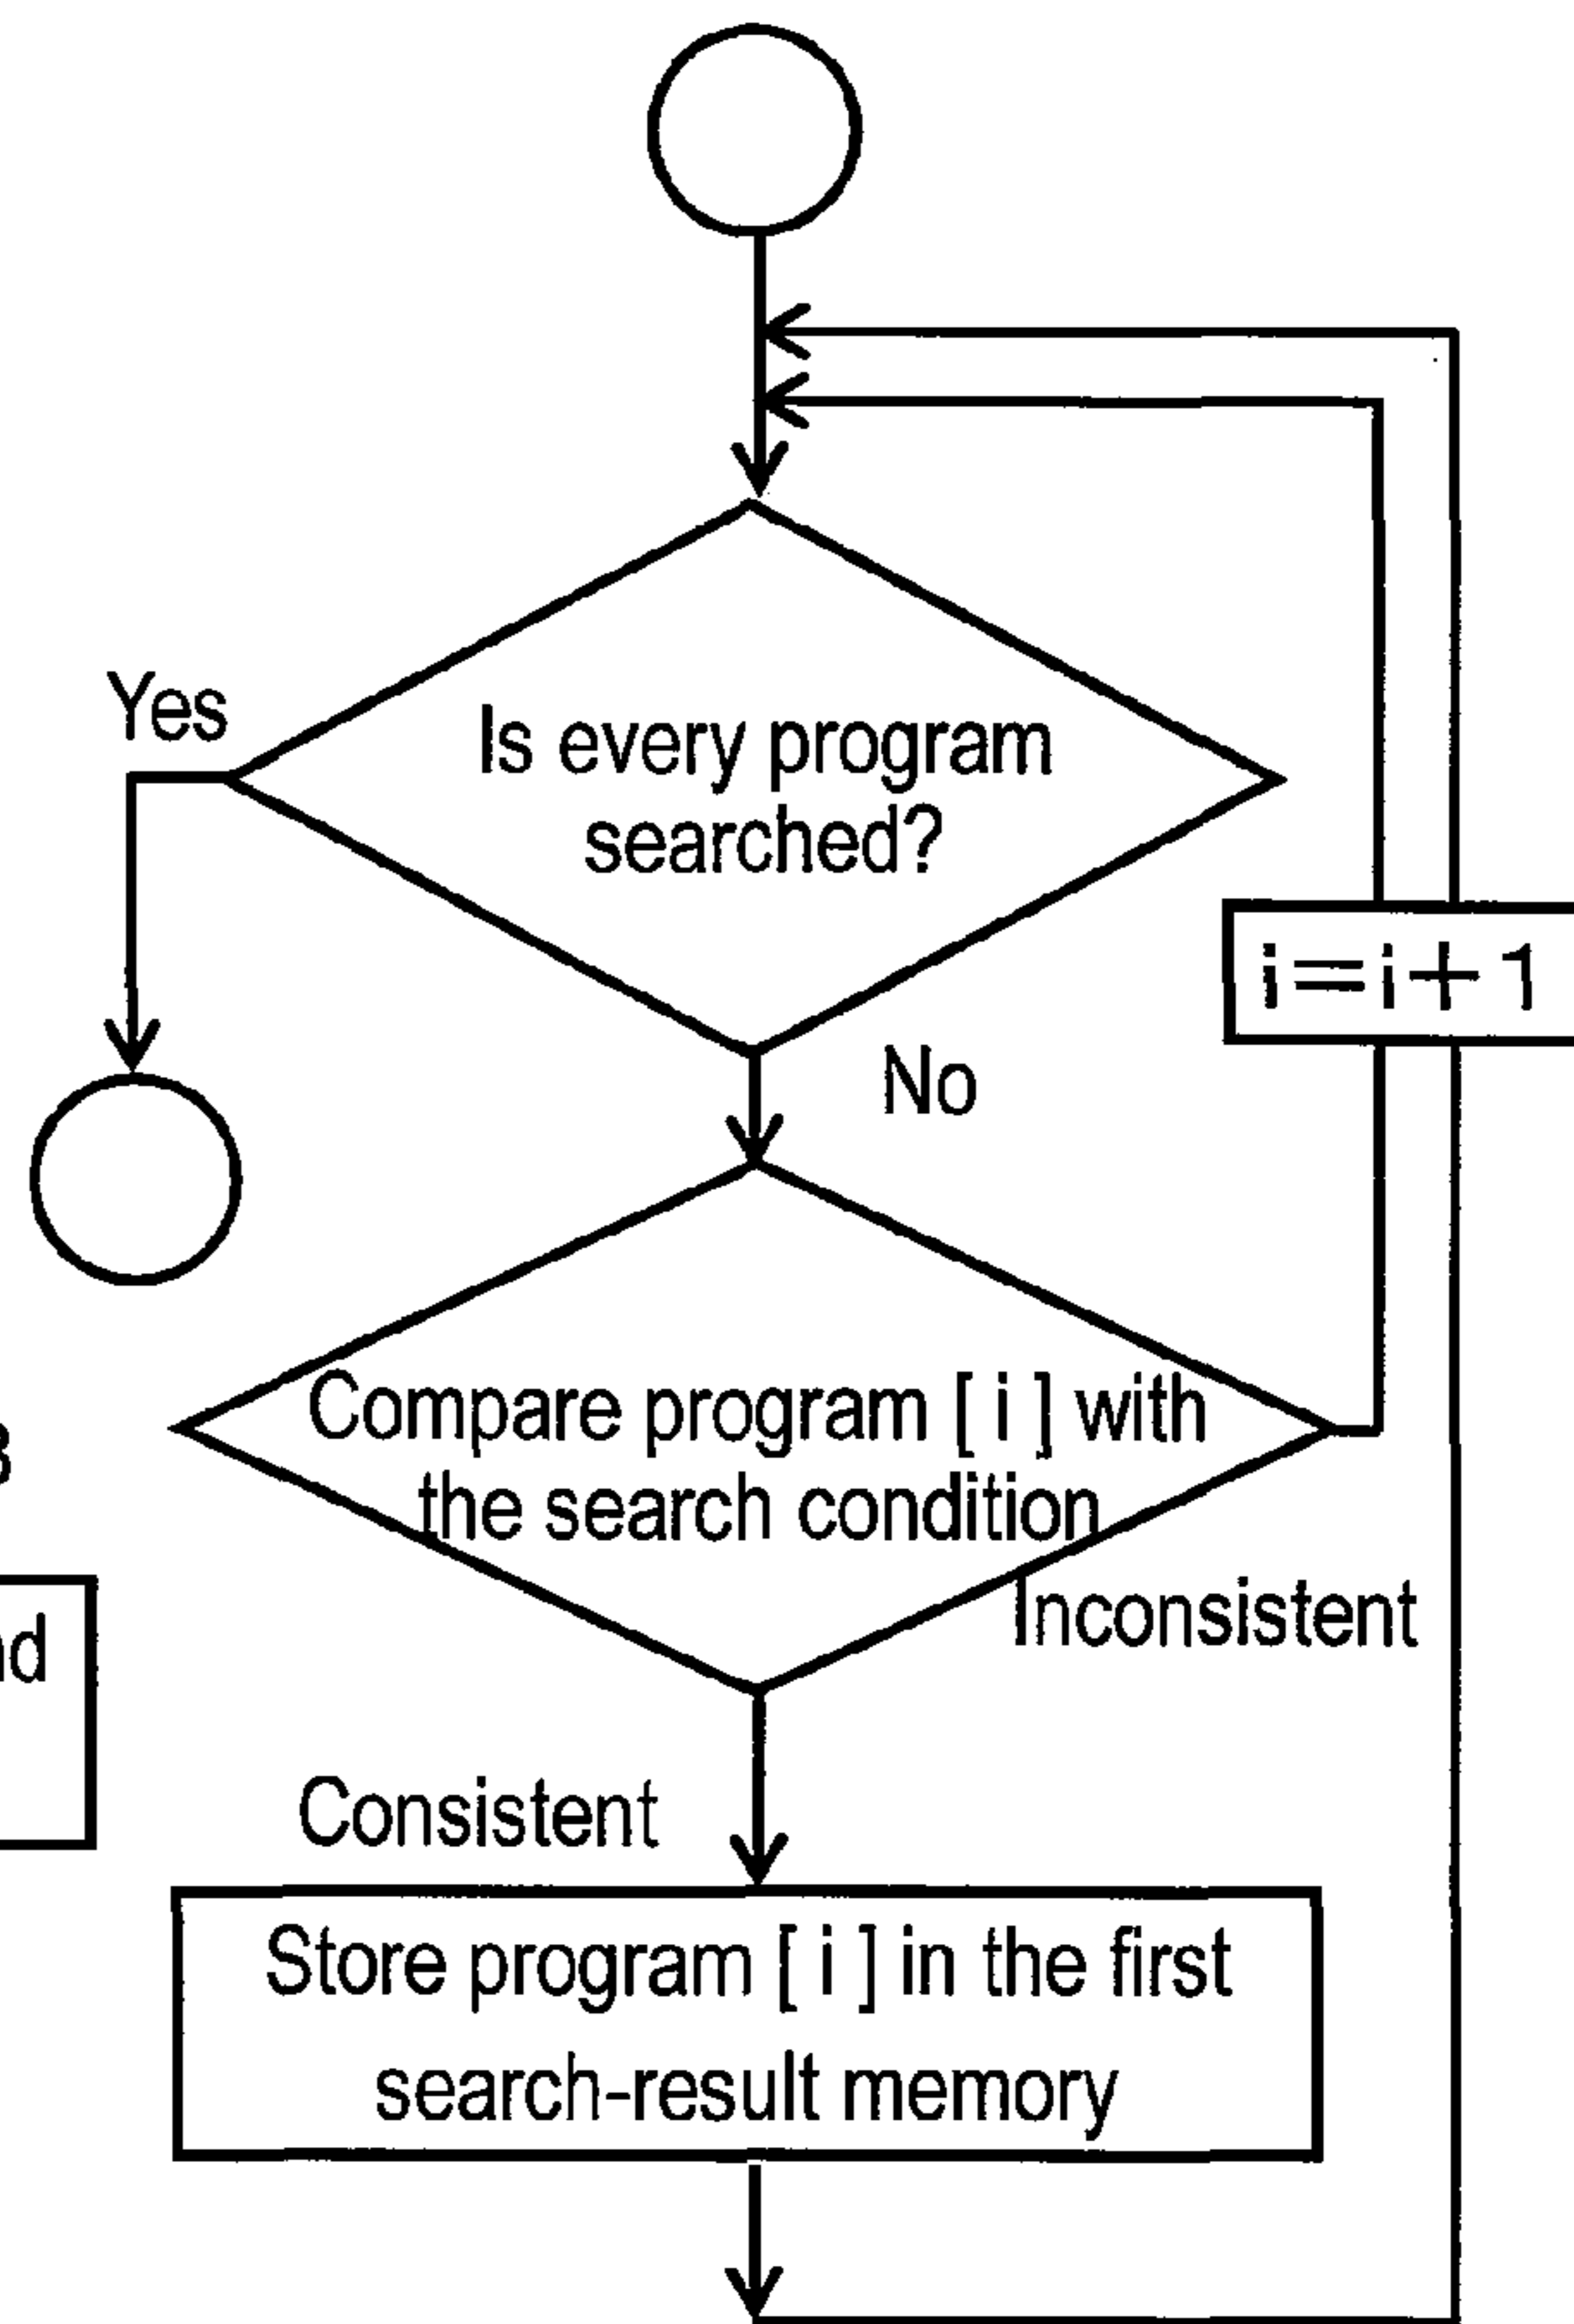 Yes
Is every program
searched?
i=i+1
No
Compare program [ i ] with
the search condition
Inconsistent
Consistent
Store program [ i ] in the first
search-result memory